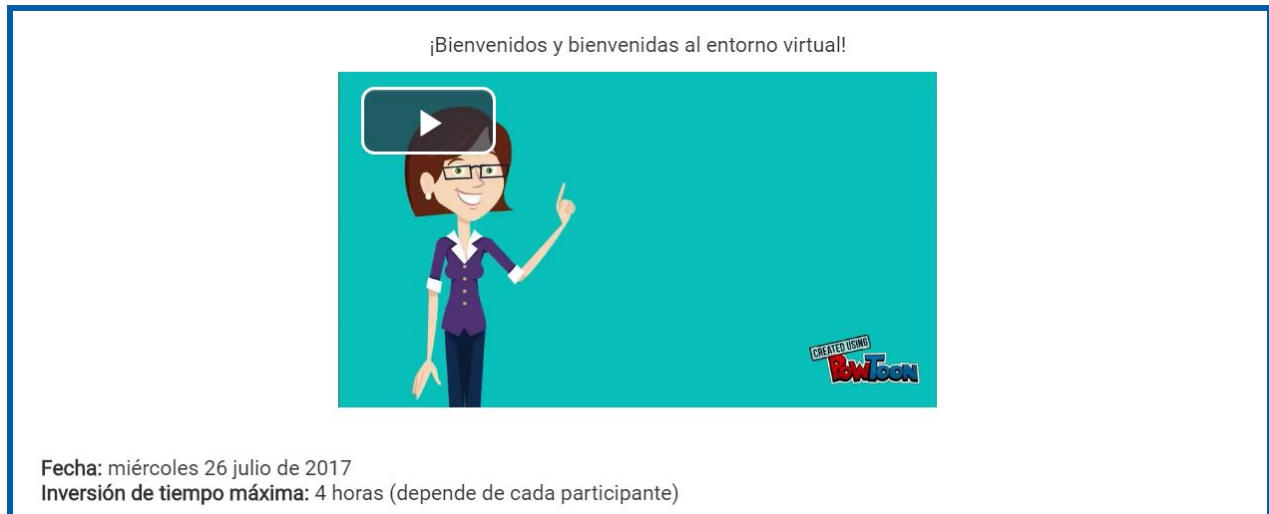 ¡Bienvenidos y bienvenidas al entorno virtual!
CREATED USING
POWTOON
Fecha: miércoles 26 julio de 2017
Inversión de tiempo máxima: 4 horas (depende de cada participante)